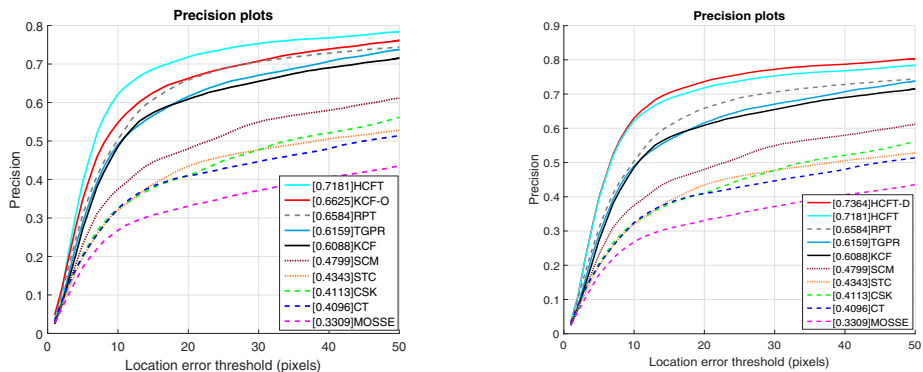 Precision plots
Precision
0.8
0.7
0.6
0.5
0.4
0.3
0.2
0.1
0
0 10 20 30 40 50
Location error threshold (pixels)
[0.7181]HCFT
[0.6625]KCF-O
[0.6584]RPT
[0.6159]TGPR
[0.6088]KCF
[0.4799]SCM
[0.4343]STC
[0.4113]CSK
[0.4096]CT
[0.3309]MOSSE
Precision plots
Precision
0.9
0.8
0.7
0.6
0.5
0.4
0.3
0.2
0.1
0
0 10 20 30 40 50
Location error threshold (pixels)
[0.7364]HCFT-D
[0.7181]HCFT
[0.6584]RPT
[0.6159]TGPR
[0.6088]KCF
[0.4799]SCM
[0.4343]STC
[0.4113]CSK
[0.4096]CT
[0.3309]MOSSE